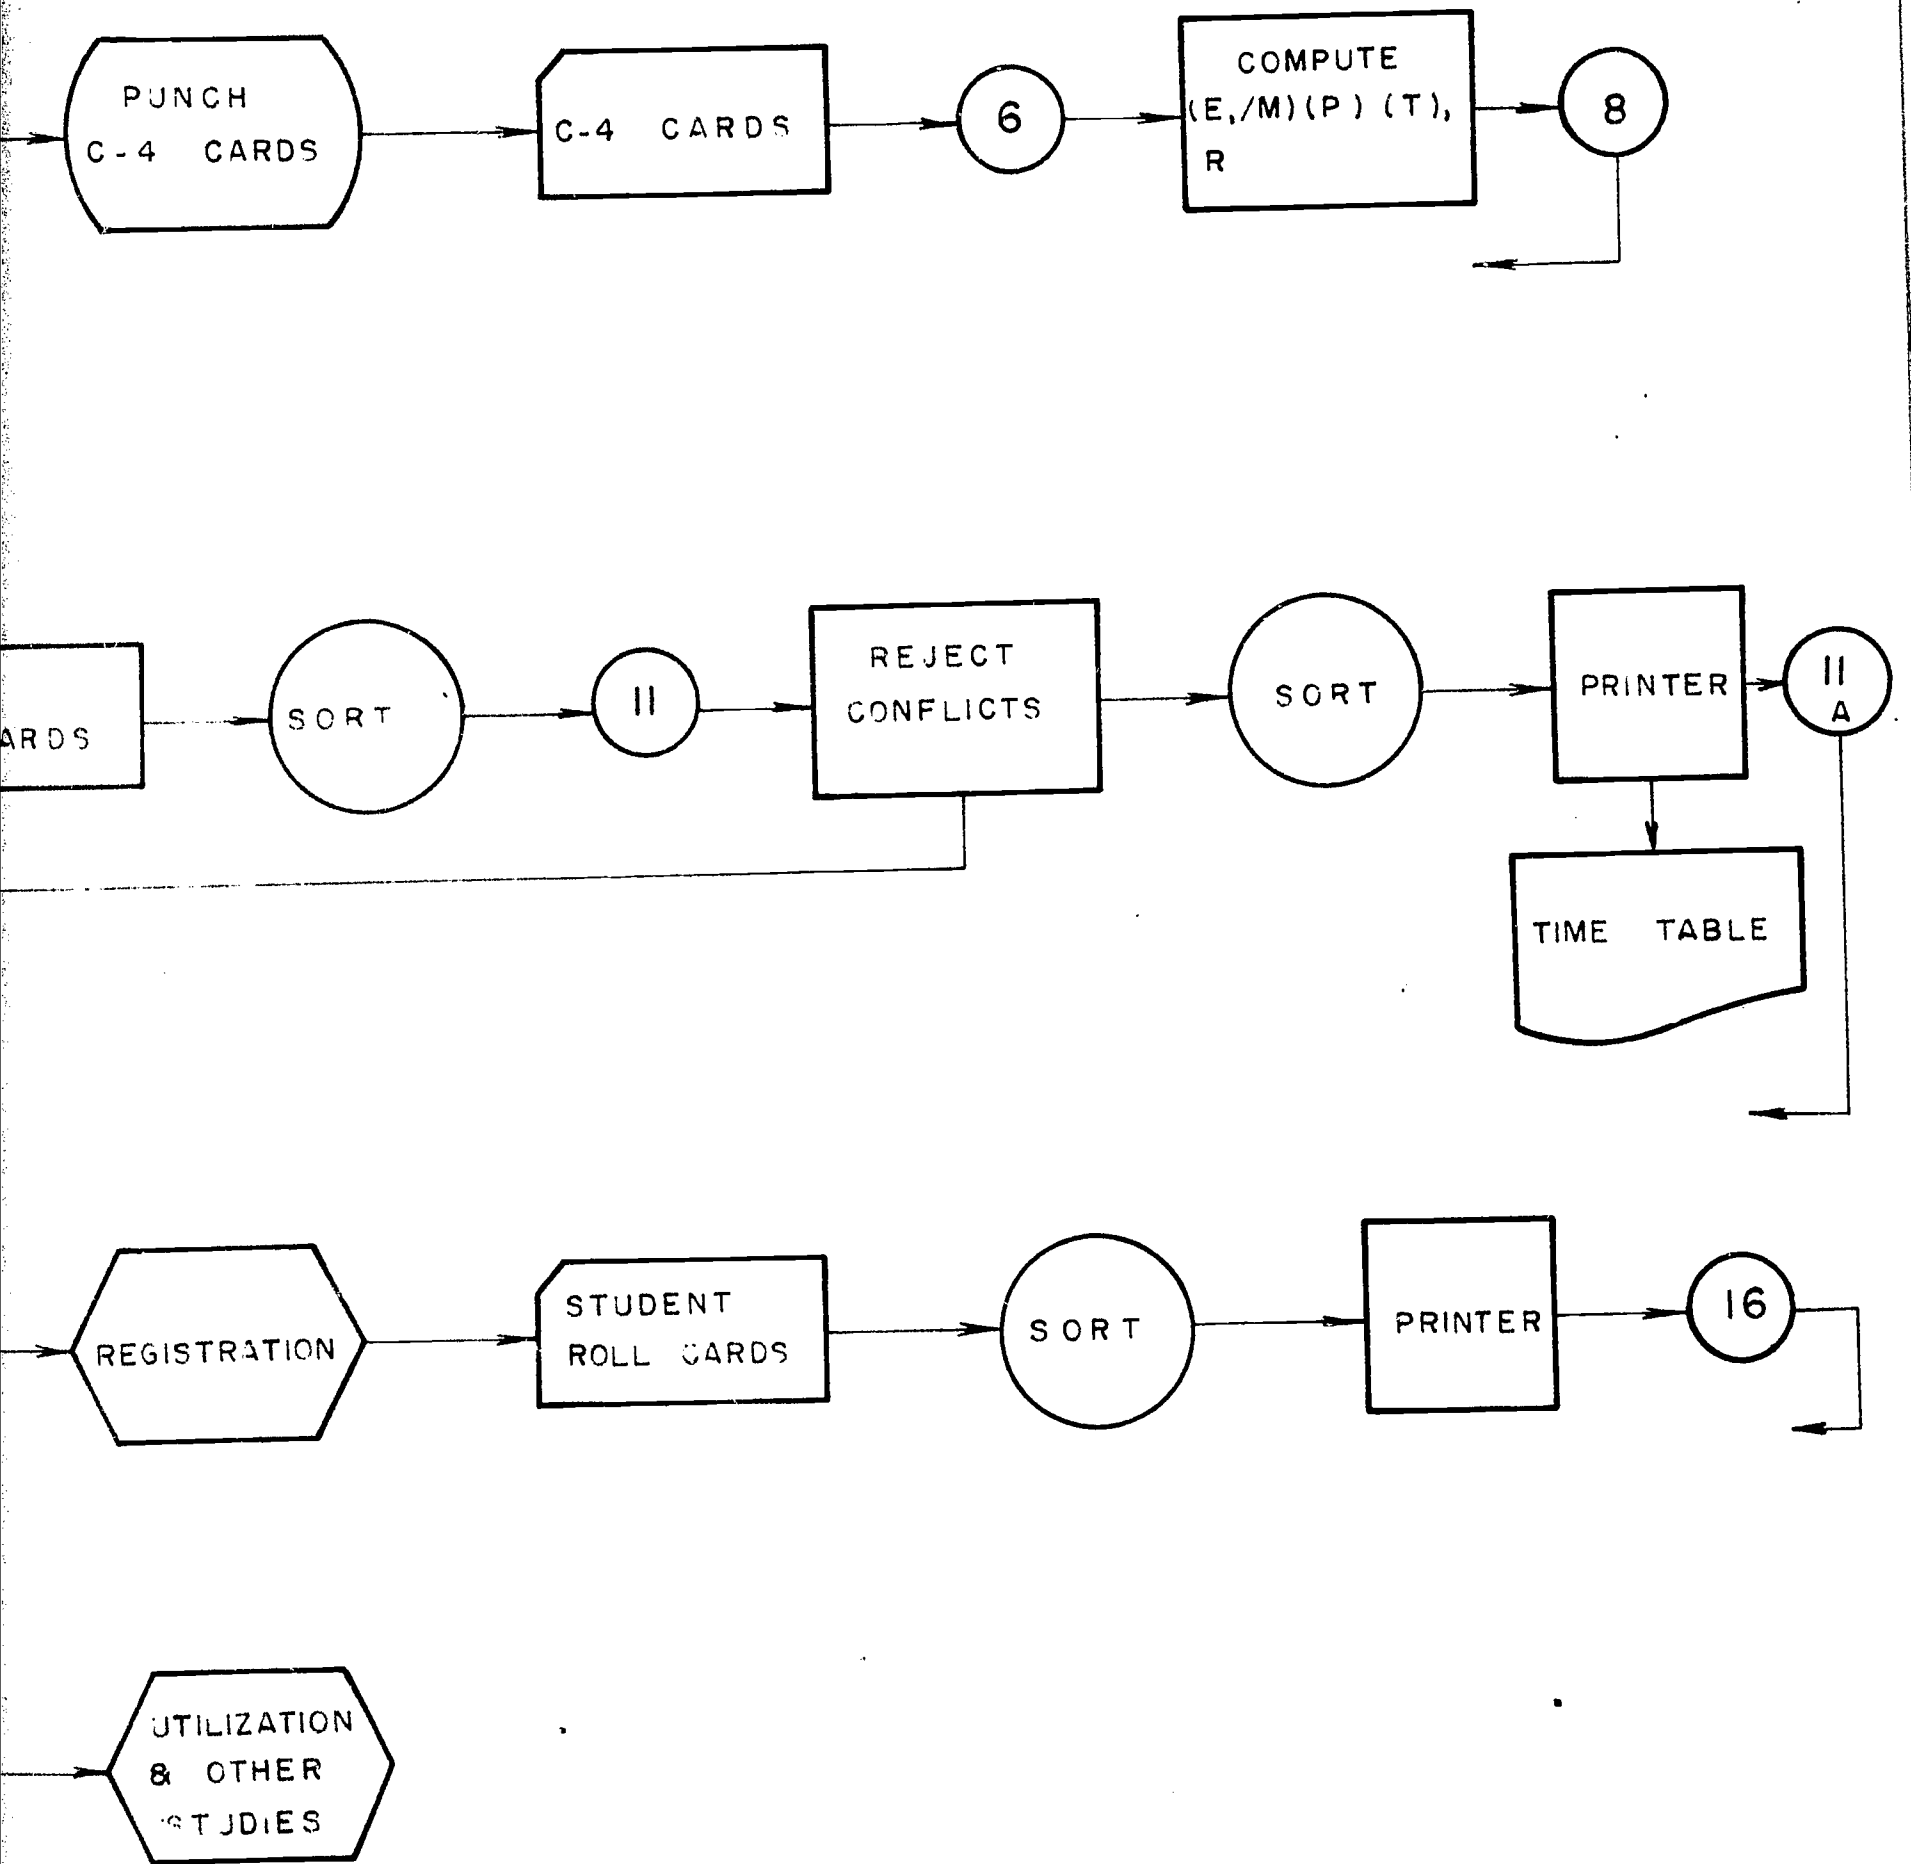 PUNCH
C-4 CARDS
C-4 CARDS
6
COMPUTE
(E,/M)(P) (T),
R
8
ARDS
SORT
11
REJECT
CONFLICTS
SORT
PRINTER
11
A
TIME TABLE
REGISTRATION
STUDENT
ROLL CARDS
SORT
PRINTER
16
UTILIZATION
& OTHER
STUDIES